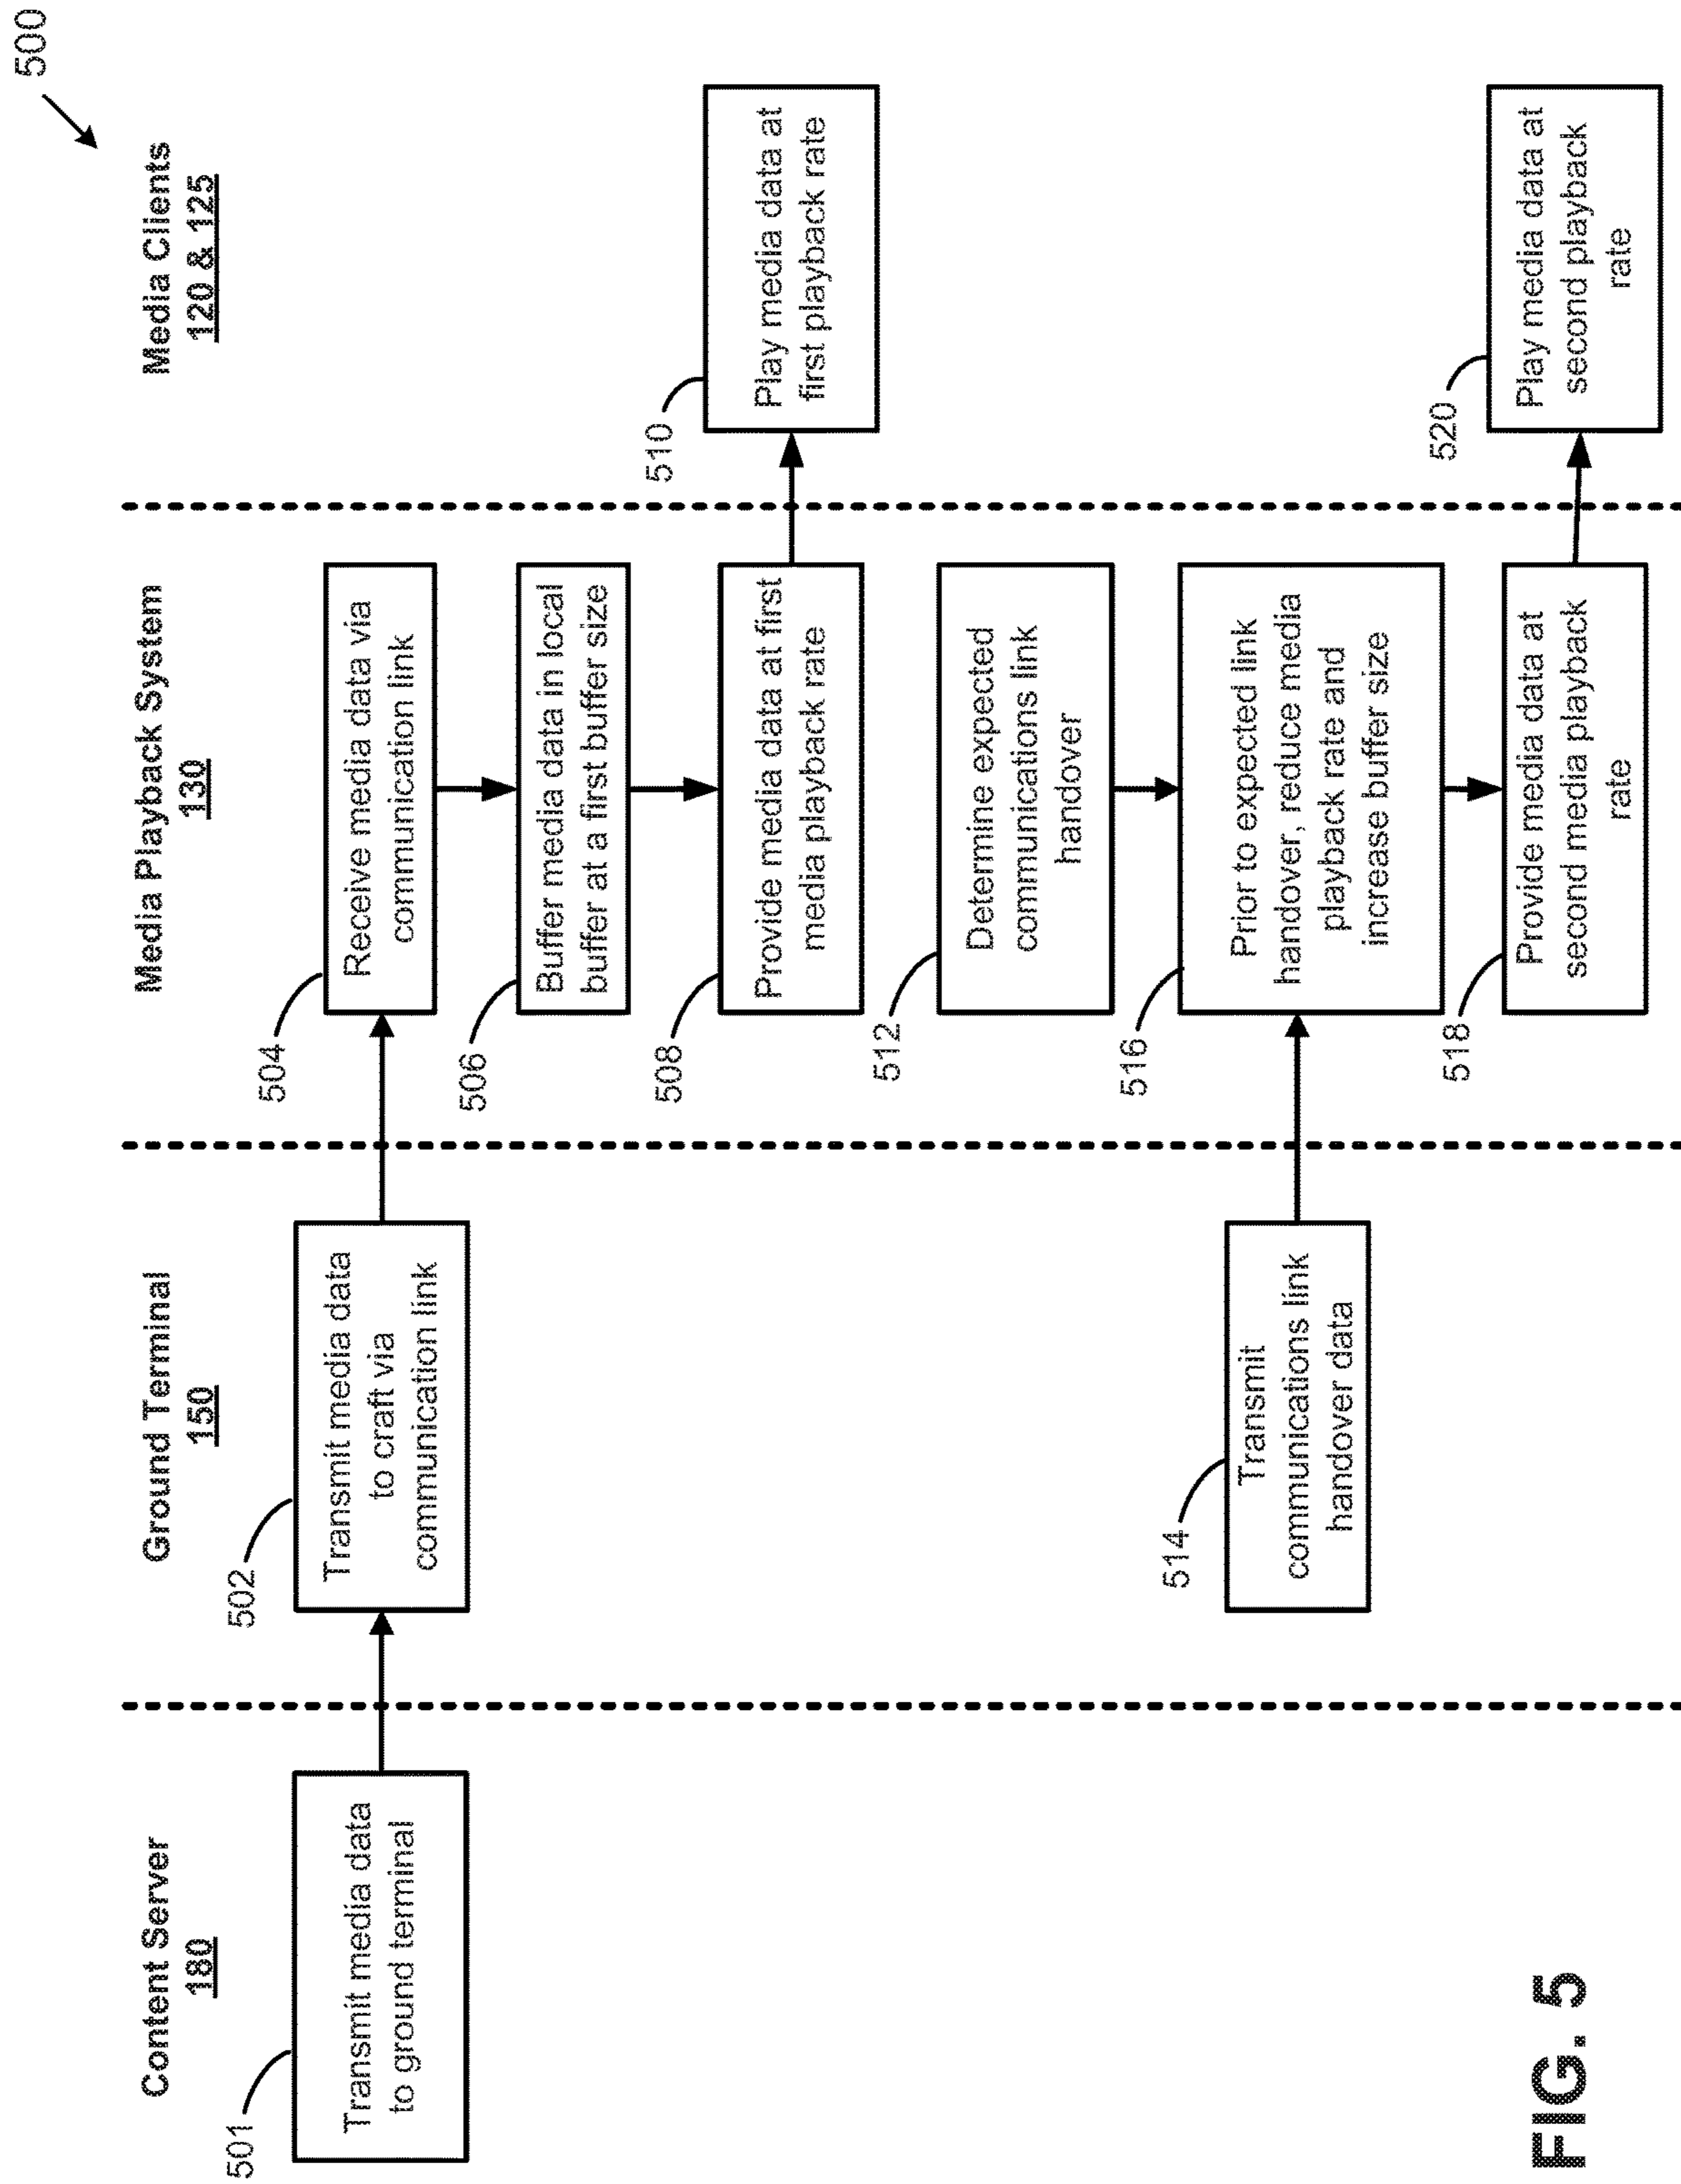 500
Content Server
180
Ground Terminal
150
Media Playback System
130
Media Clients
120 & 125
501
Transmit media data
to ground terminal
502
Transmit media data
to craft via
communication link
504
Receive media data via
communication link
506
Buffer media data in local
buffer at a first buffer size
508
Provide media data at first
media playback rate
510
Play media data at
first playback rate
512
Determine expected
communications link
handover
514
Transmit
communications link
handover data
516
Prior to expected link
handover, reduce media
playback rate and
increase buffer size
518
Provide media data at
second media playback
rate
520
Play media data at
second playback
rate
FIG. 5